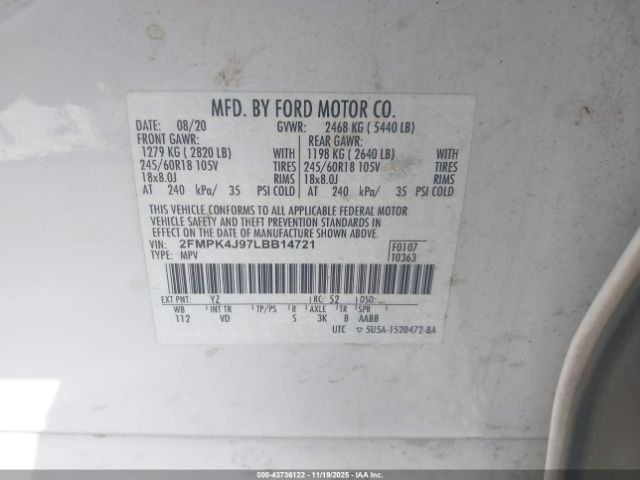 MFD. BY FORD MOTOR CO.
DATE: 08/20 GVWR: 2468 KG ( 5440 LB)
FRONT GAWR: REAR GAWR:
1279 KG ( 2820 LB) WITH 1198 KG ( 2640 LB) WITH
245/60R18 105V TIRES 245/60R18 105V TIRES
18x8.0J RIMS 18x8.0J RIMS
AT 240 kPa/ 35 PSI COLD AT 240 kPa/ 35 PSI COLD
THIS VEHICLE CONFORMS TO ALL APPLICABLE FEDERAL MOTOR
VEHICLE SAFETY AND THEFT PREVENTION STANDARDS IN
EFFECT ON THE DATE OF MANUFACTURE SHOWN ABOVE.
VIN: 2FMPK4J97LBB14721 F0107
TYPE: MPV T0363
EXT PNT: YZ RC: 52 DSO:
WB INT TR TP/PS R AXLE TR SPR
112 VD S 3K 8 AABB
UTC ▽ 5U5A-1520472-BA
000-43736122 - 11/19/2025 - IAA Inc.